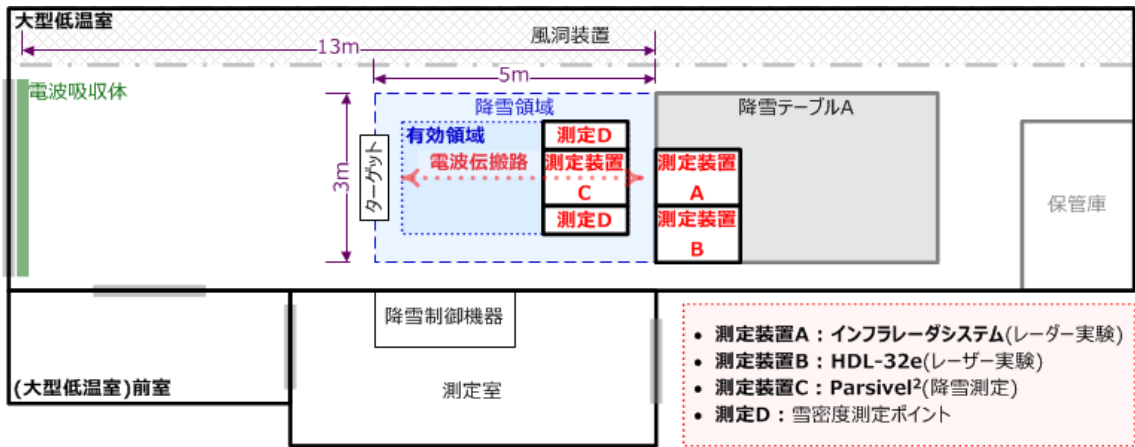 大型低温室
風洞装置
13m
5m
電波吸収体
降雪領域
降雪テーブルA
有効領域
測定D
電波伝搬路
測定装置
C
測定装置
A
ターゲット
3m
測定D
測定装置
B
保管庫
降雪制御機器
(大型低温室)前室
測定室
• 測定装置A：インフラレーダシステム(レーダー実験)
• 測定装置B：HDL-32e(レーザー実験)
• 測定装置C：Parsivel²(降雪測定)
• 測定D：雪密度測定ポイント